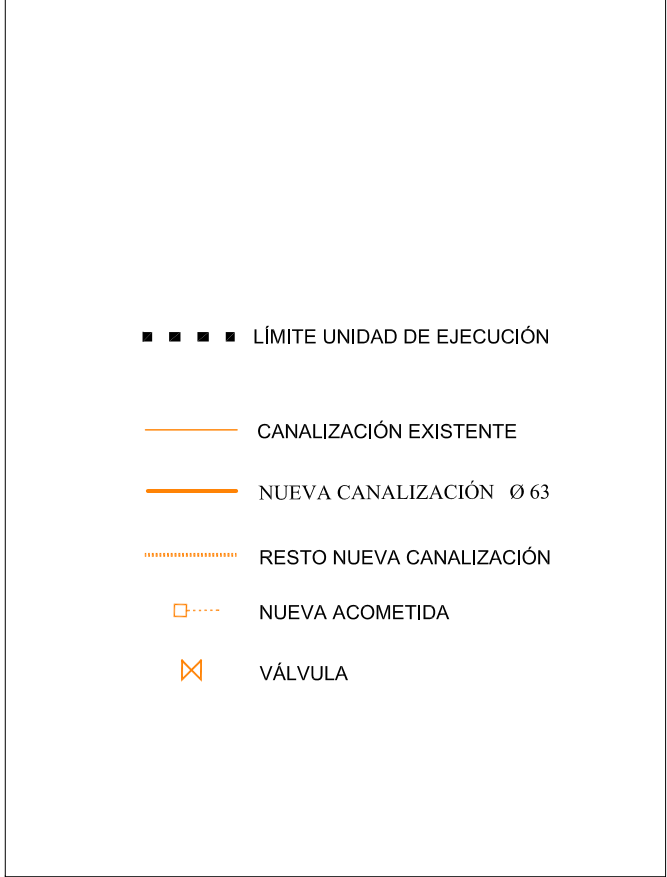 LÍMITE UNIDAD DE EJECUCIÓN
CANALIZACIÓN EXISTENTE
NUEVA CANALIZACIÓN Ø 63
RESTO NUEVA CANALIZACIÓN
NUEVA ACOMETIDA
VÁLVULA